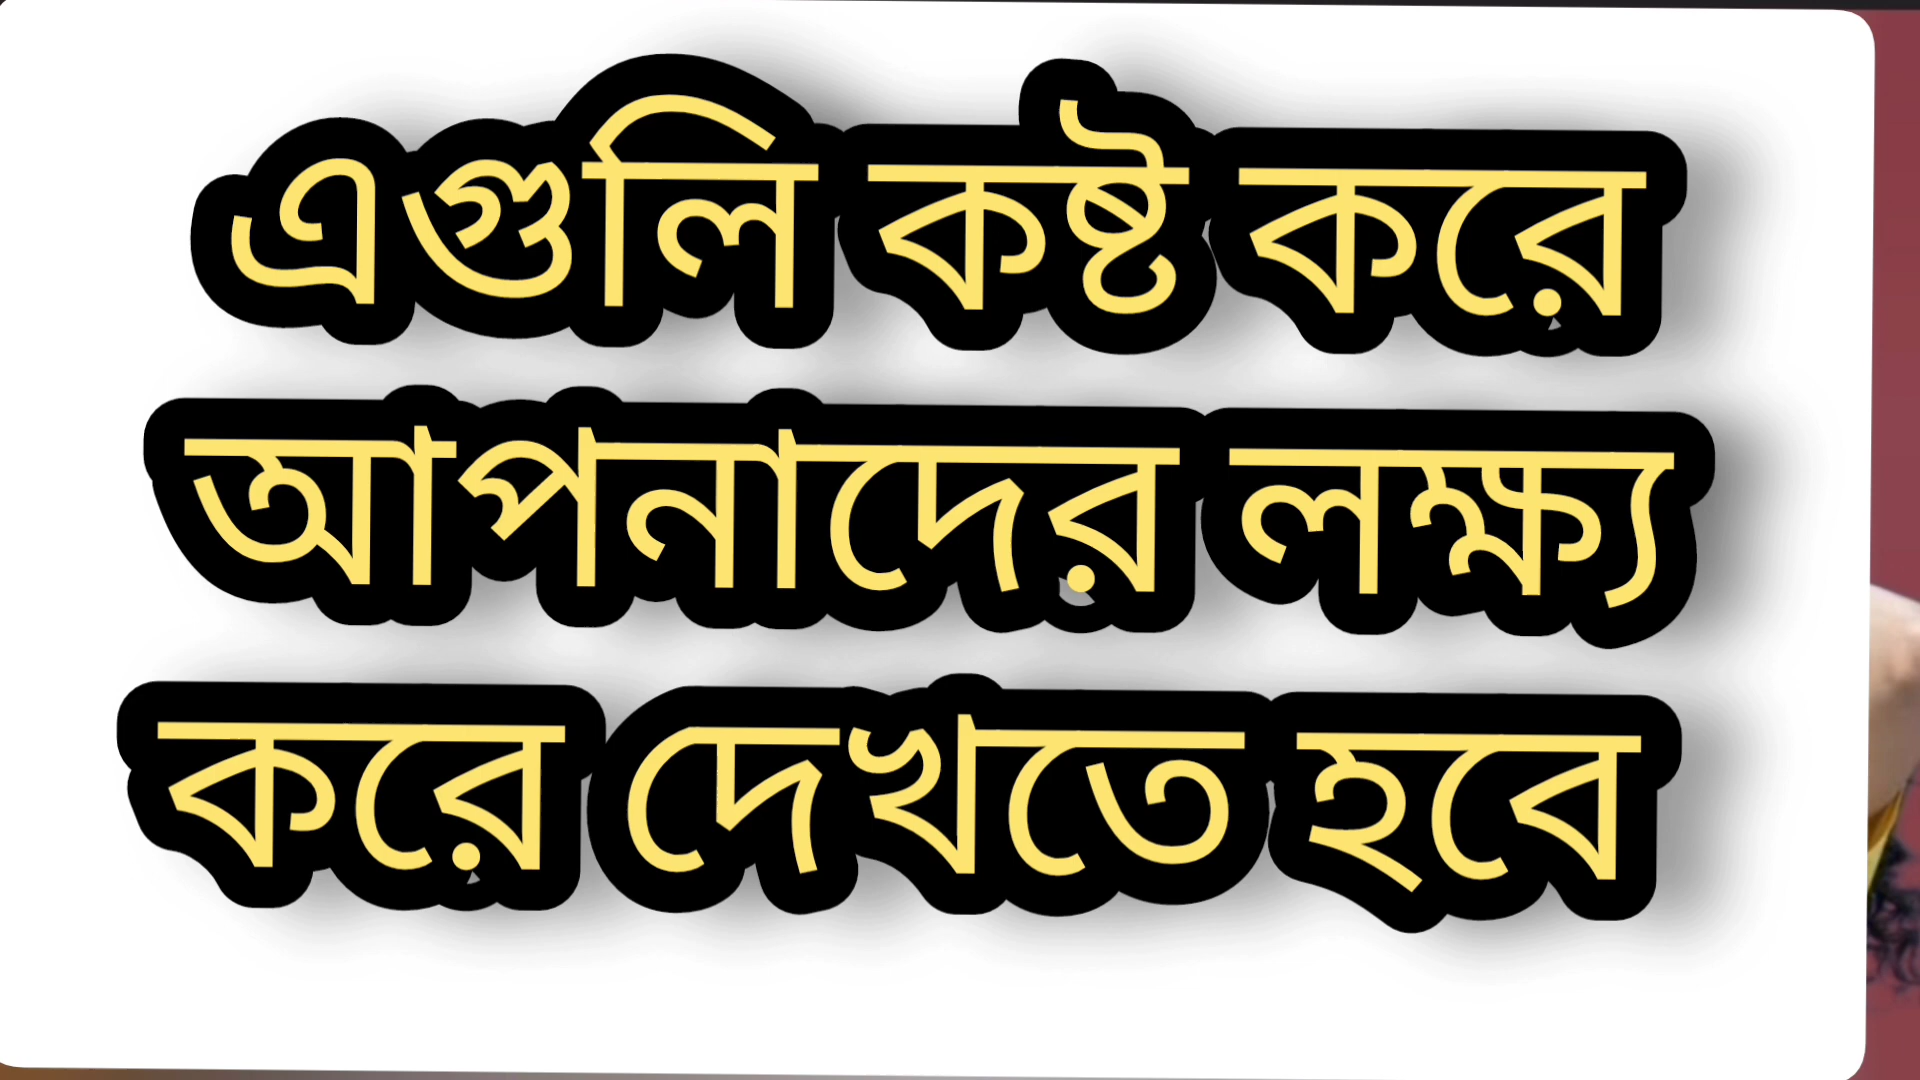 এগুলি কষ্ট করে
আপনাদের লক্ষ্য
করে দেখতে হবে